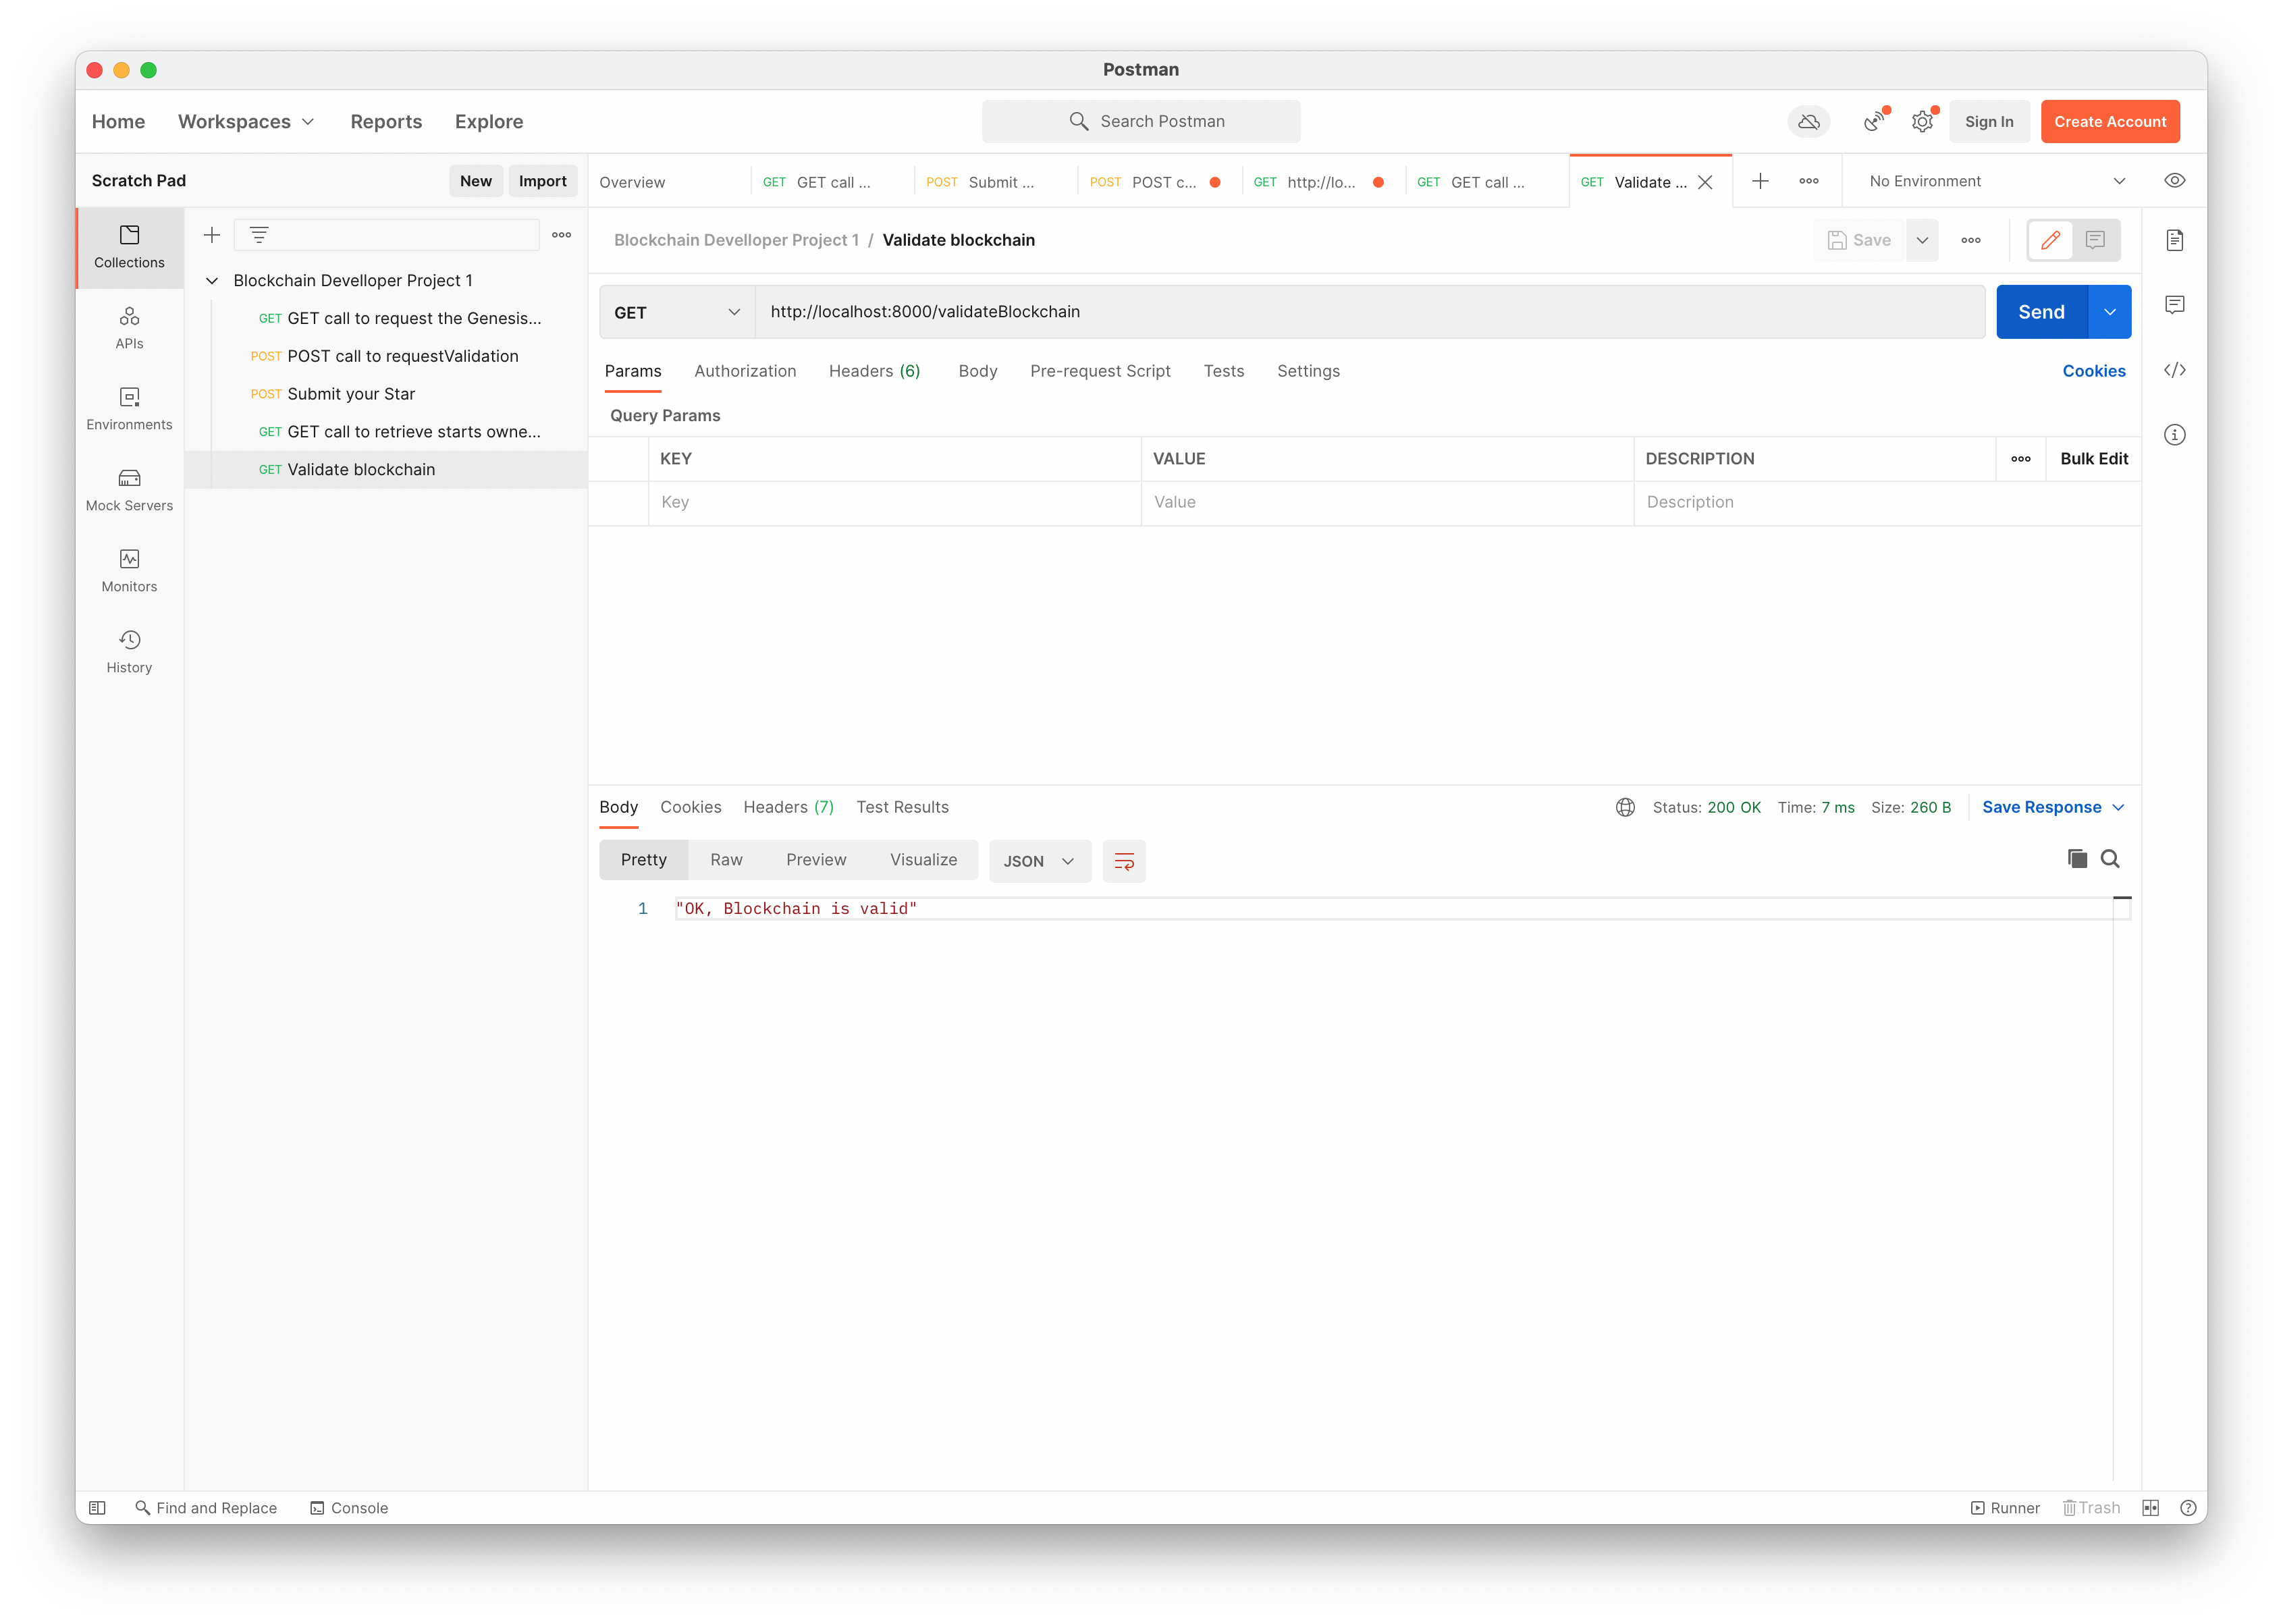 Postman
Home Workspaces Reports Explore Search Postman Sign In Create Account
Scratch Pad New Import Overview GET GET call ... POST Submit ... POST POST c... GET http://lo... GET GET call ... GET Validate ... No Environment
Collections
APIs
Environments
Mock Servers
Monitors
History
Blockchain Develloper Project 1
GET GET call to request the Genesis...
POST POST call to requestValidation
POST Submit your Star
GET GET call to retrieve starts owne...
GET Validate blockchain
Blockchain Develloper Project 1 / Validate blockchain Save
GET http://localhost:8000/validateBlockchain Send
Params Authorization Headers (6) Body Pre-request Script Tests Settings Cookies
Query Params
KEY VALUE DESCRIPTION Bulk Edit
Key Value Description
Body Cookies Headers (7) Test Results Status: 200 OK Time: 7 ms Size: 260 B Save Response
Pretty Raw Preview Visualize JSON
1 "OK, Blockchain is valid"
Find and Replace Console Runner Trash